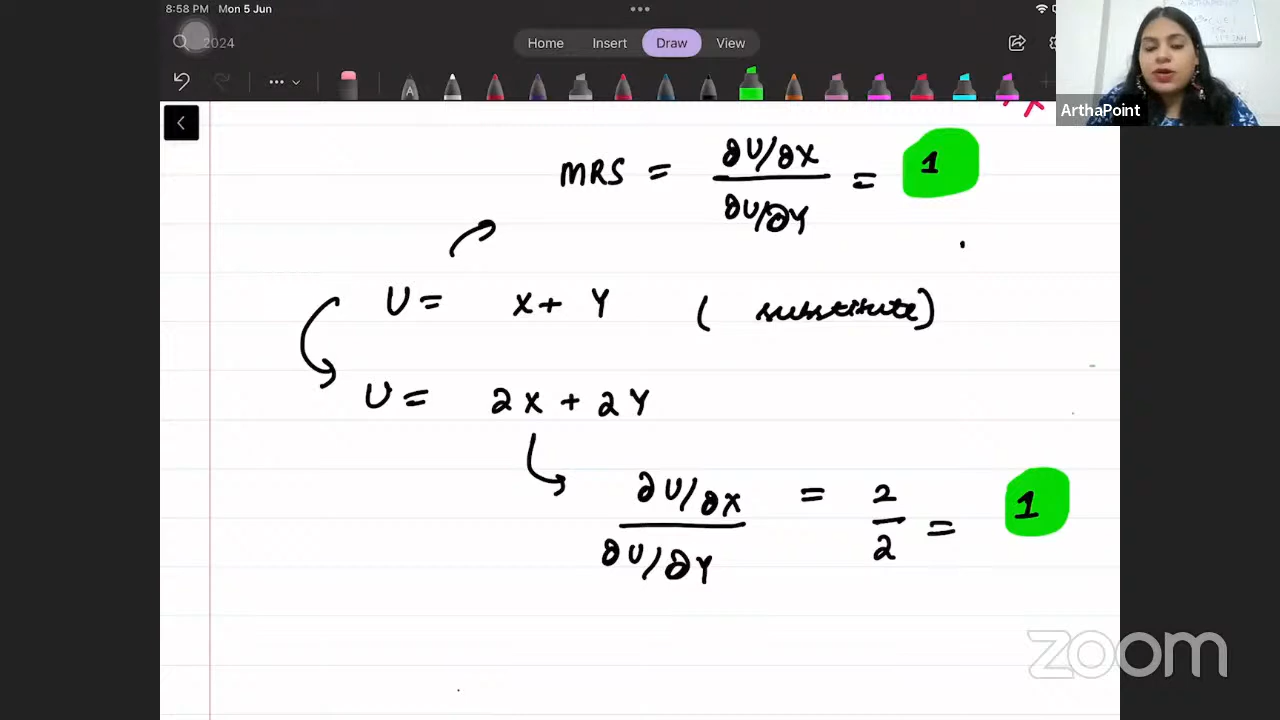 8:58 PM Mon 5 Jun
2024
Home Insert Draw View
A
ArthaPoint
MRS = ∂U/∂X / ∂U/∂Y = 1
U = X + Y ( substitute)
U = 2X + 2Y
∂U/∂X / ∂U/∂Y = 2/2 = 1
zoom